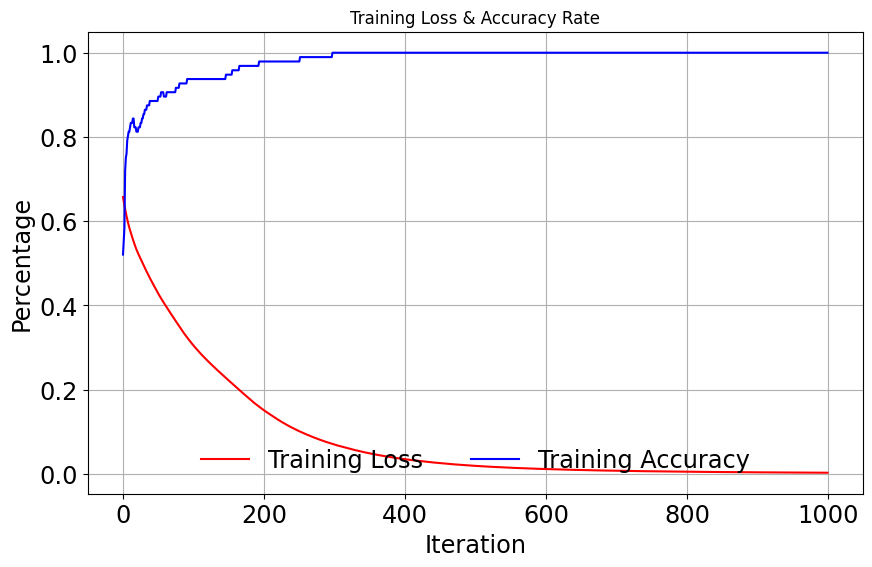 Training Loss & Accuracy Rate
1.0
0.8
0.6
0.4
0.2
0.0
Percentage
Training Loss
Training Accuracy
0 200 400 600 800 1000
Iteration